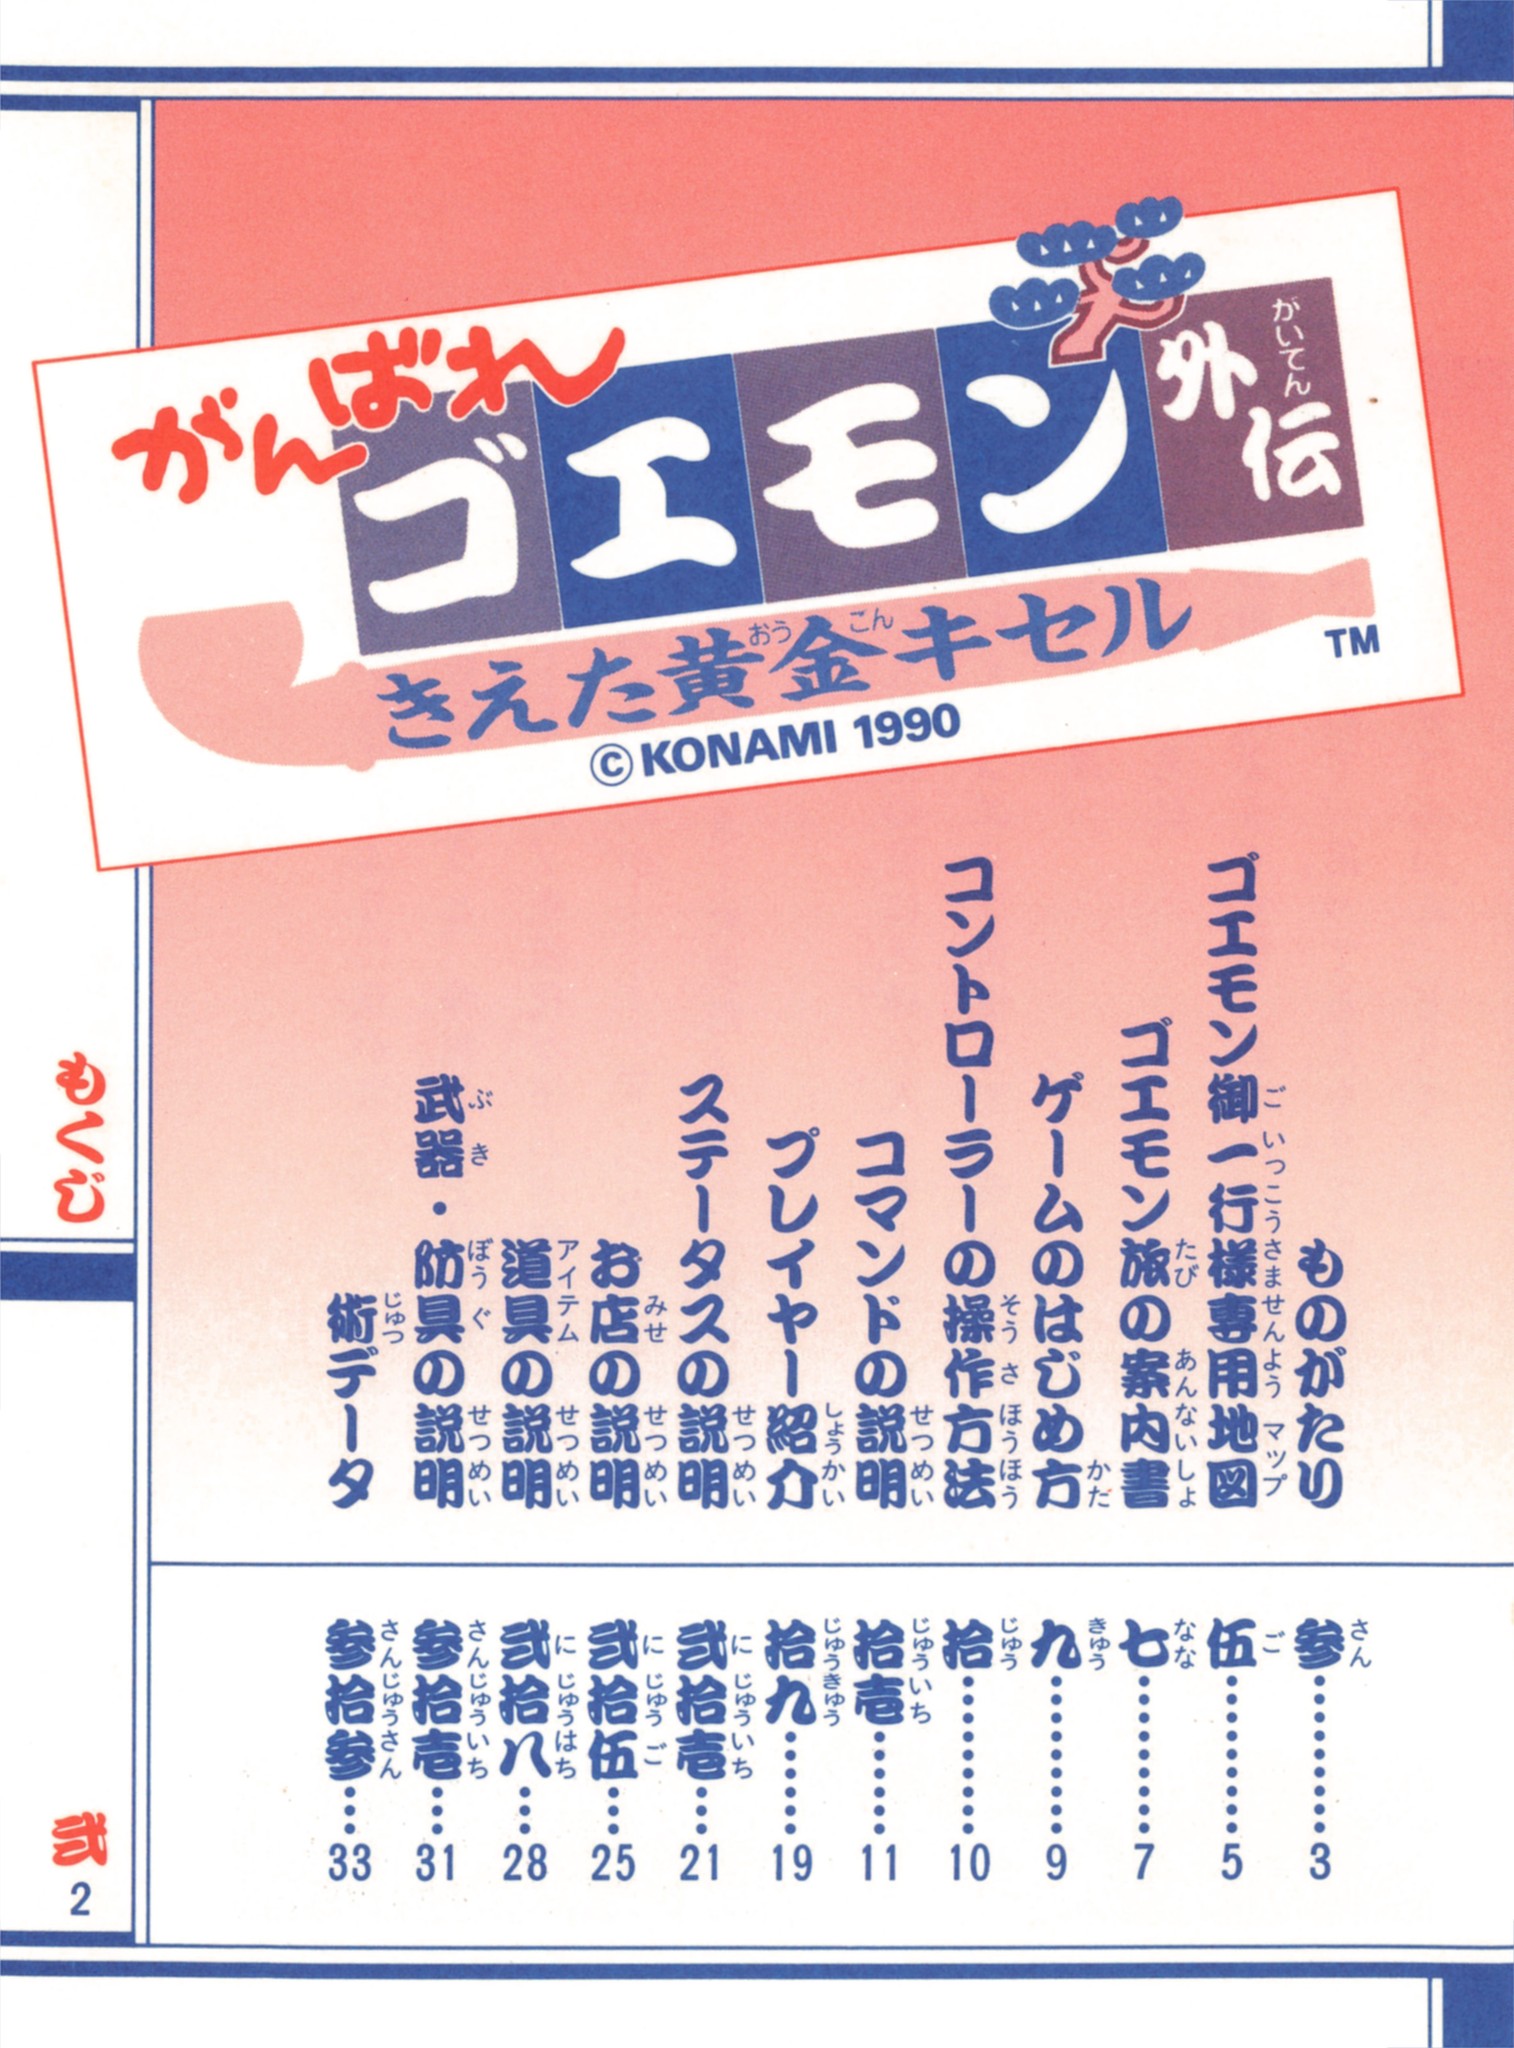 がんばれ
ゴエモン
外伝
がいてん
きえた黄金キセル
おうごん
TM
©KONAMI 1990
もくじ
ものがたり 参 3
さん
ゴエモン御一行様専用地図 伍 5
ごいっこうさませんようマップ ご
ゴエモン旅の案内書 七 7
たび あんないしょ なな
ゲームのはじめ方 九 9
かだ きゅう
コントローラーの操作方法 拾 10
そうさほうほう じゅう
コマンドの説明 拾壱 11
せつめい じゅういち
プレイヤー紹介 拾九 19
しょうかい じゅうきゅう
ステータスの説明 弐拾壱 21
せつめい にじゅういち
お店の説明 弐拾伍 25
みせ せつめい にじゅうご
道具の説明 弐拾八 28
アイテム せつめい にじゅうはち
武器・防具の説明 参拾壱 31
ぶき ぼうぐ せつめい さんじゅういち
術データ 参拾参 33
じゅつ さんじゅうさん
弐
2